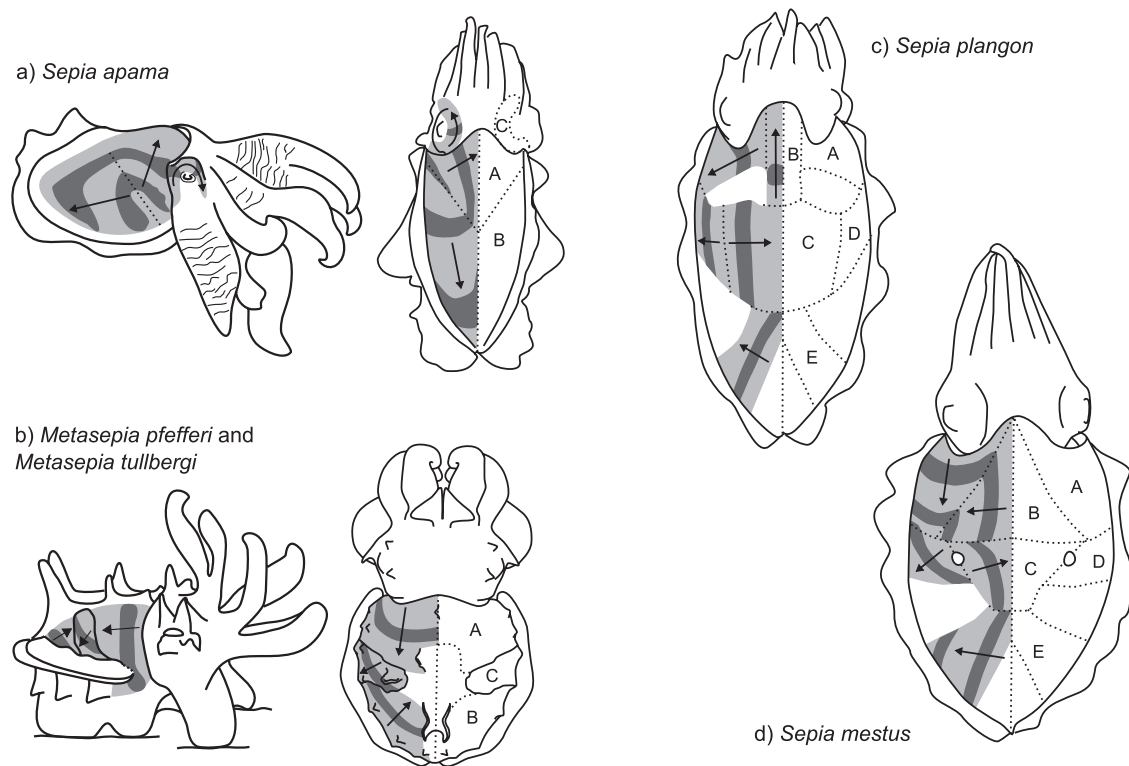 a) Sepia apama
C
A
B
c) Sepia plangon
B
A
C
D
E
b) Metasepia pfefferi and
Metasepia tullbergi
A
C
B
A
B
C
D
E
d) Sepia mestus